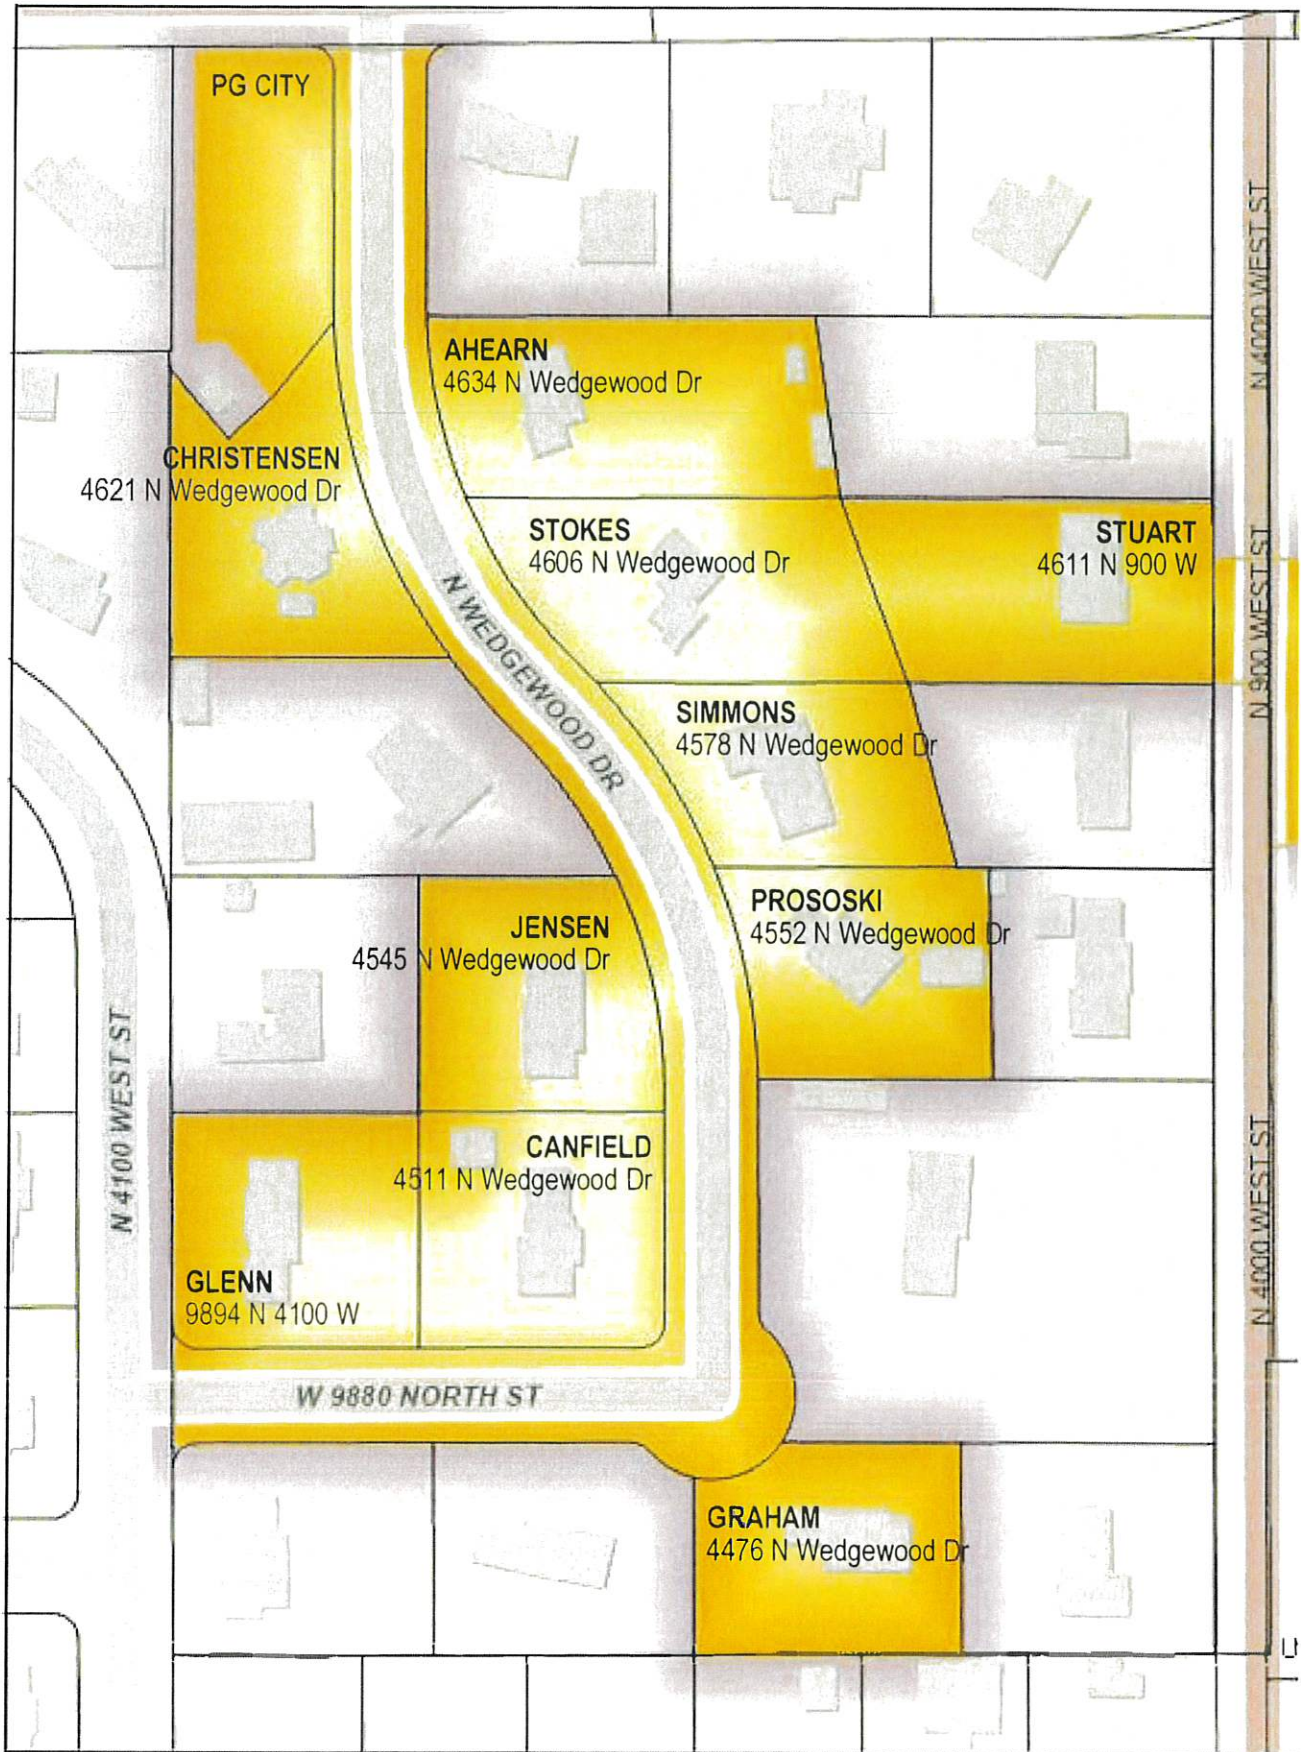 PG CITY
N 4000 WEST ST
AHEARN
4634 N Wedgewood Dr
CHRISTENSEN
4621 N Wedgewood Dr
STOKES
4606 N Wedgewood Dr
STUART
4611 N 900 W
N WEDGEWOOD DR
N 900 WEST ST
SIMMONS
4578 N Wedgewood Dr
PROSOSKI
4552 N Wedgewood Dr
JENSEN
4545 N Wedgewood Dr
N 4100 WEST ST
CANFIELD
4511 N Wedgewood Dr
N 4000 WEST ST
GLENN
9894 N 4100 W
W 9880 NORTH ST
GRAHAM
4476 N Wedgewood Dr